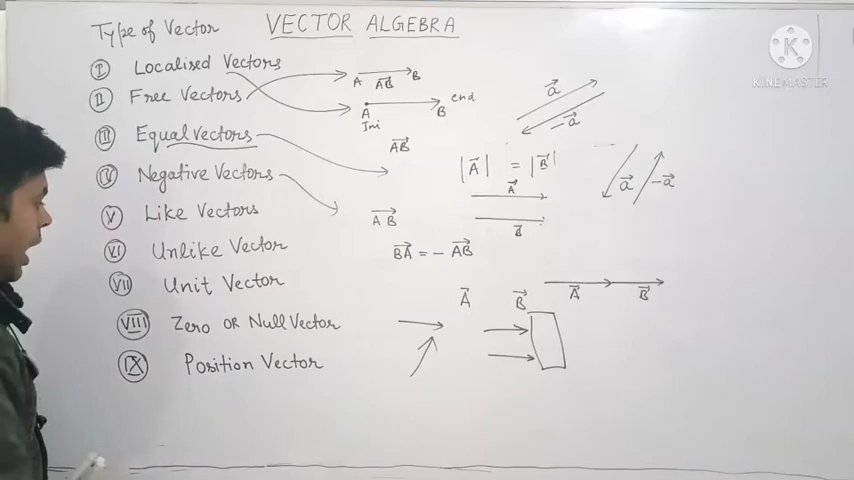 Type of Vector
VECTOR ALGEBRA
I Localised Vectors
II Free Vectors
III Equal vectors
IV Negative Vectors
V Like Vectors
VI Unlike Vector
VII Unit Vector
VIII Zero OR Null Vector
IX Position Vector
A AB⃗ B
A B end
Ini
AB⃗
|A⃗| = |B⃗|
A⃗
B⃗
AB⃗
BA⃗ = - AB⃗
A⃗ B⃗
A⃗ B⃗
a⃗
-a⃗
a⃗ -a⃗
K
KINEMASTER